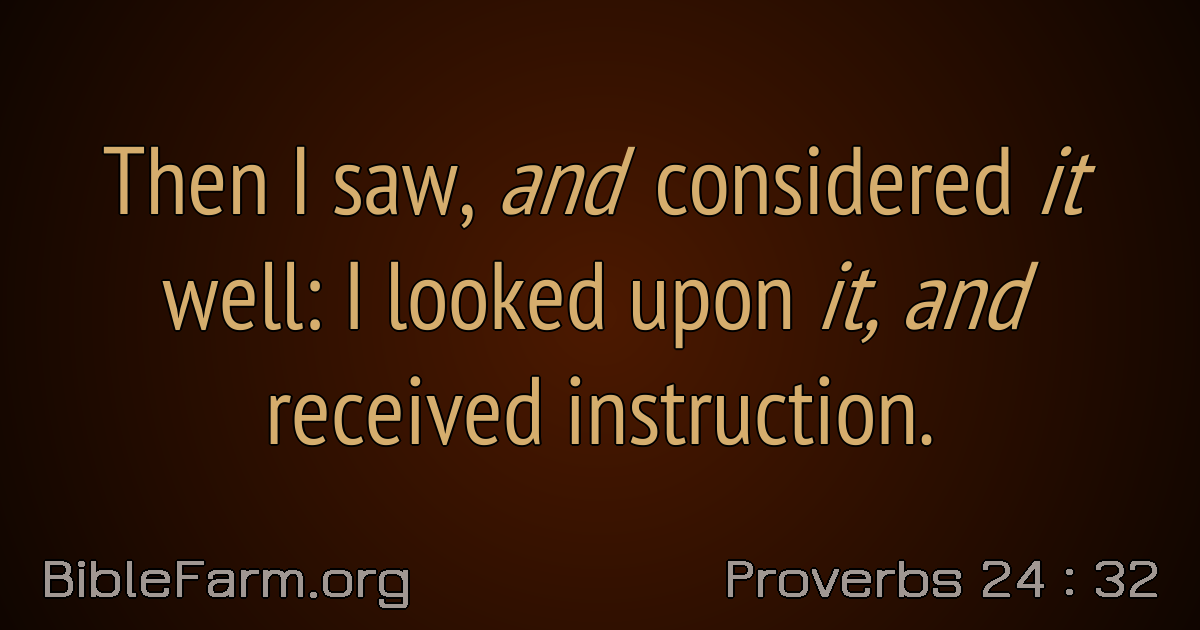 Then I saw, and considered it
well: I looked upon it, and
received instruction.
BibleFarm.org
Proverbs 24 : 32